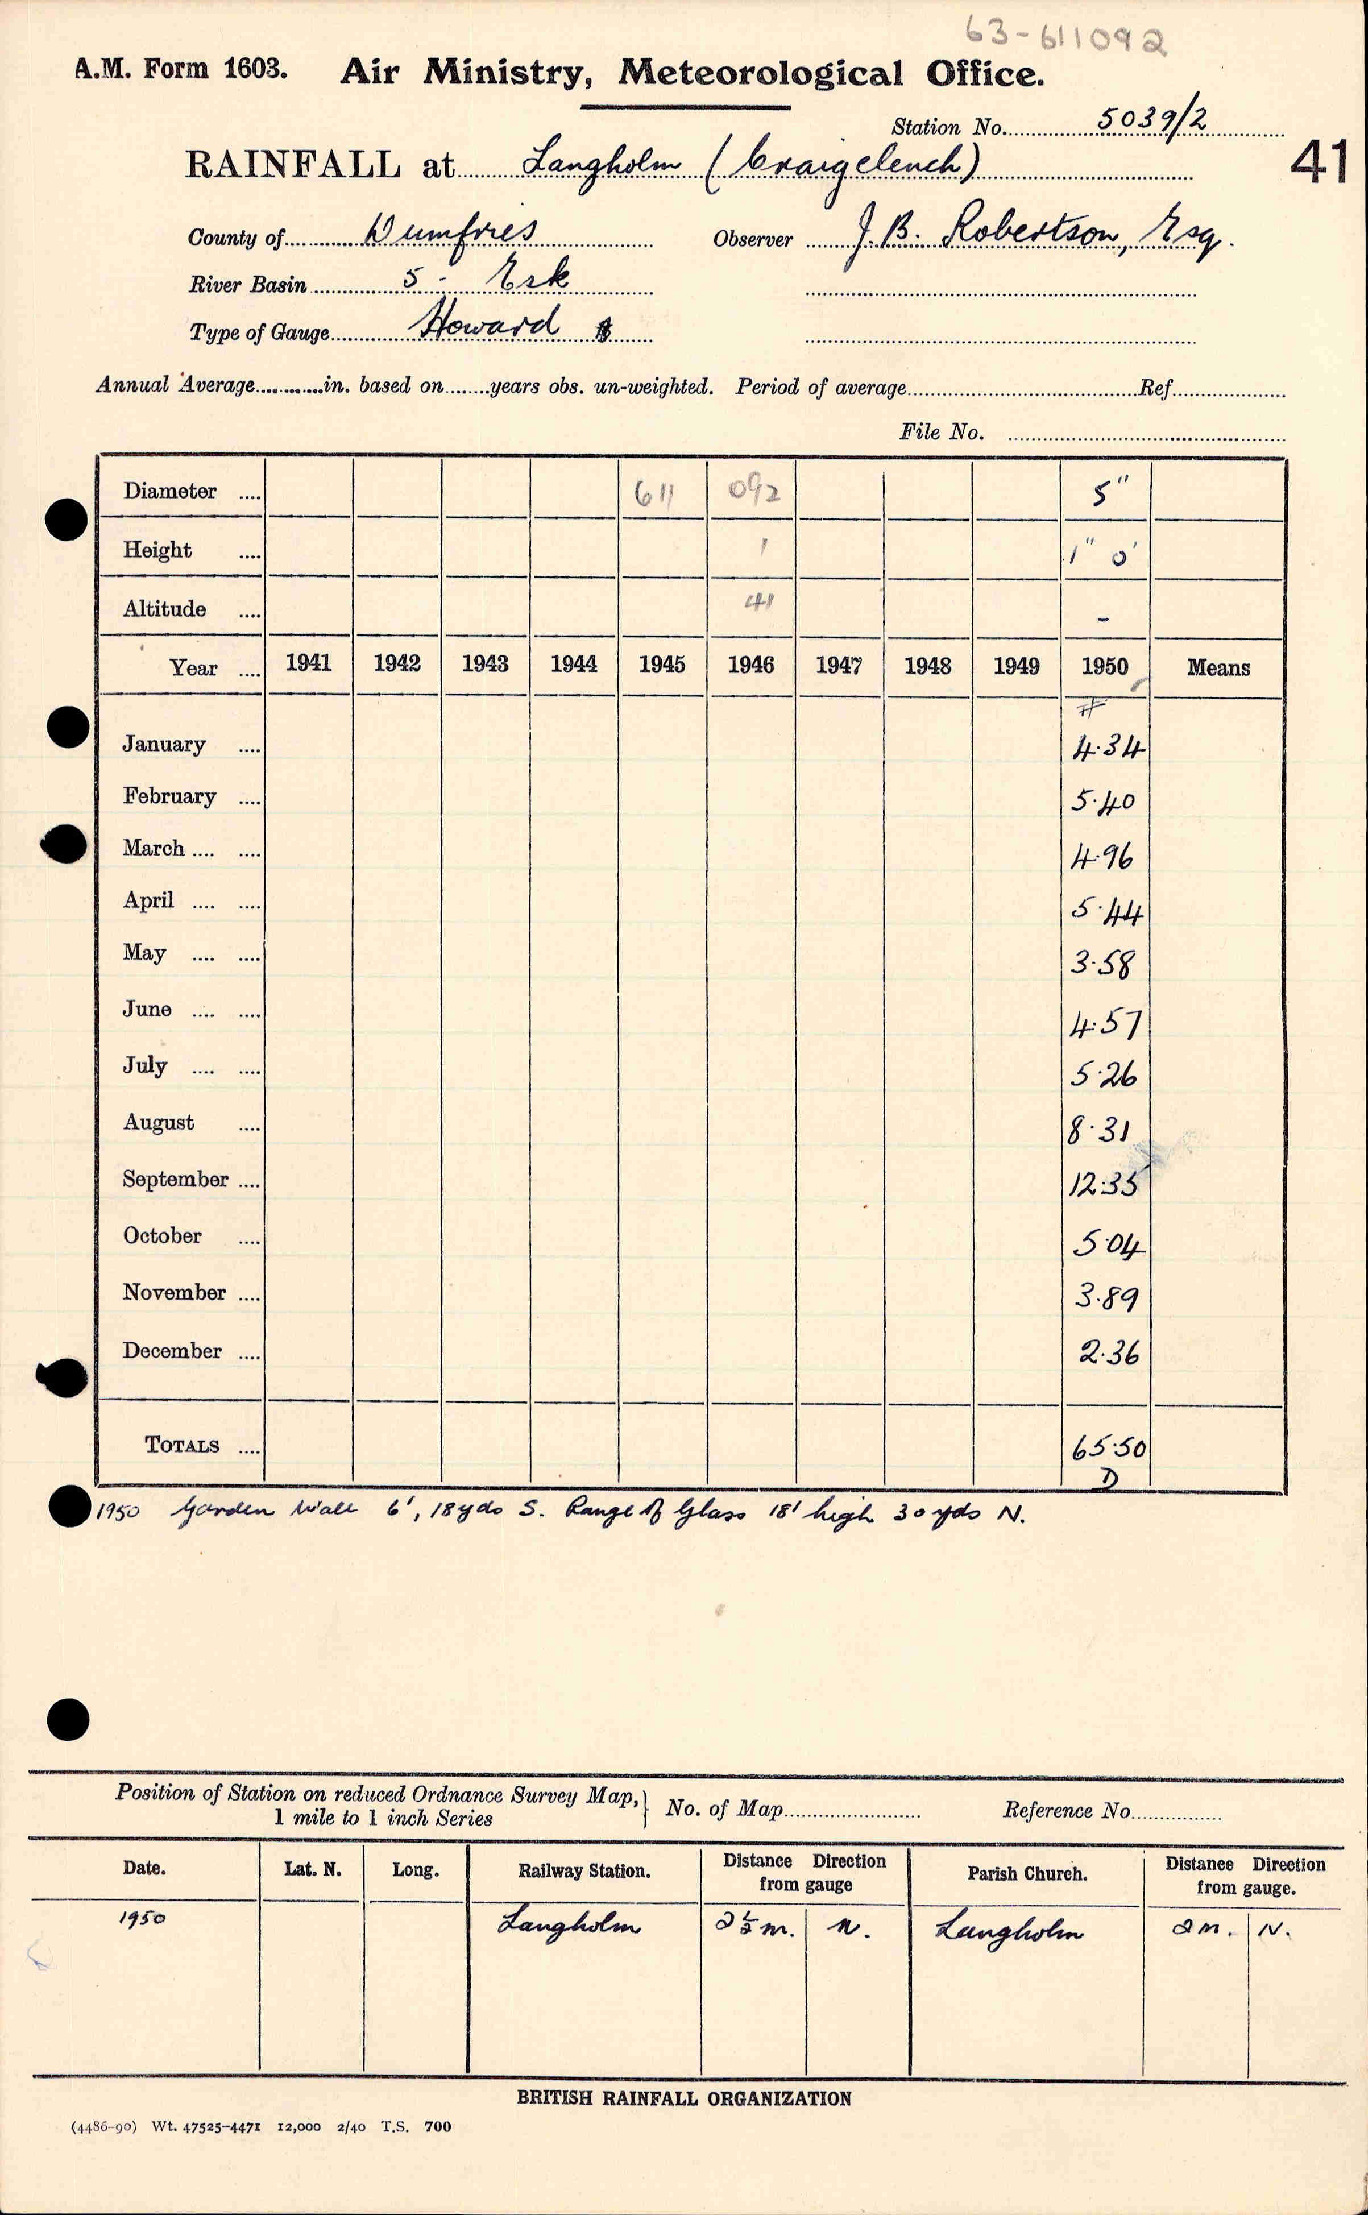 63-611092
A.M. Form 1603. Air Ministry, Meteorological Office.
Station No. 5039/2
41
RAINFALL at Langholm (Craigcleuch)
County of Dumfries Observer J. B. Robertson, Esq.
River Basin 5 - Esk
Type of Gauge Howard
Annual Average in. based on years obs. un-weighted. Period of average Ref.
File No.
Diameter .... 611 092 5"
Height .... 1 1" 0'
Altitude .... 41 -
Year .... 1941 1942 1943 1944 1945 1946 1947 1948 1949 1950 Means
#
January .... 4.34
February .... 5.40
March .... .... 4.96
April .... .... 5.44
May .... .... 3.58
June .... .... 4.57
July .... .... 5.26
August .... 8.31
September .... 12.35
October .... 5.04
November .... 3.89
December .... 2.36
TOTALS .... 65.50
D
1950 Garden Wall 6', 18yds S. Range of Glass 18' high 30 yds N.
Position of Station on reduced Ordnance Survey Map, No. of Map Reference No.
1 mile to 1 inch Series
Date. Lat. N. Long. Railway Station. Distance Direction from gauge Parish Church. Distance Direction from gauge.
1950 Langholm 2½ m. N. Langholm 2 m. N.
BRITISH RAINFALL ORGANIZATION
(4486-90) Wt. 47525-4471 12,000 2/40 T.S. 700